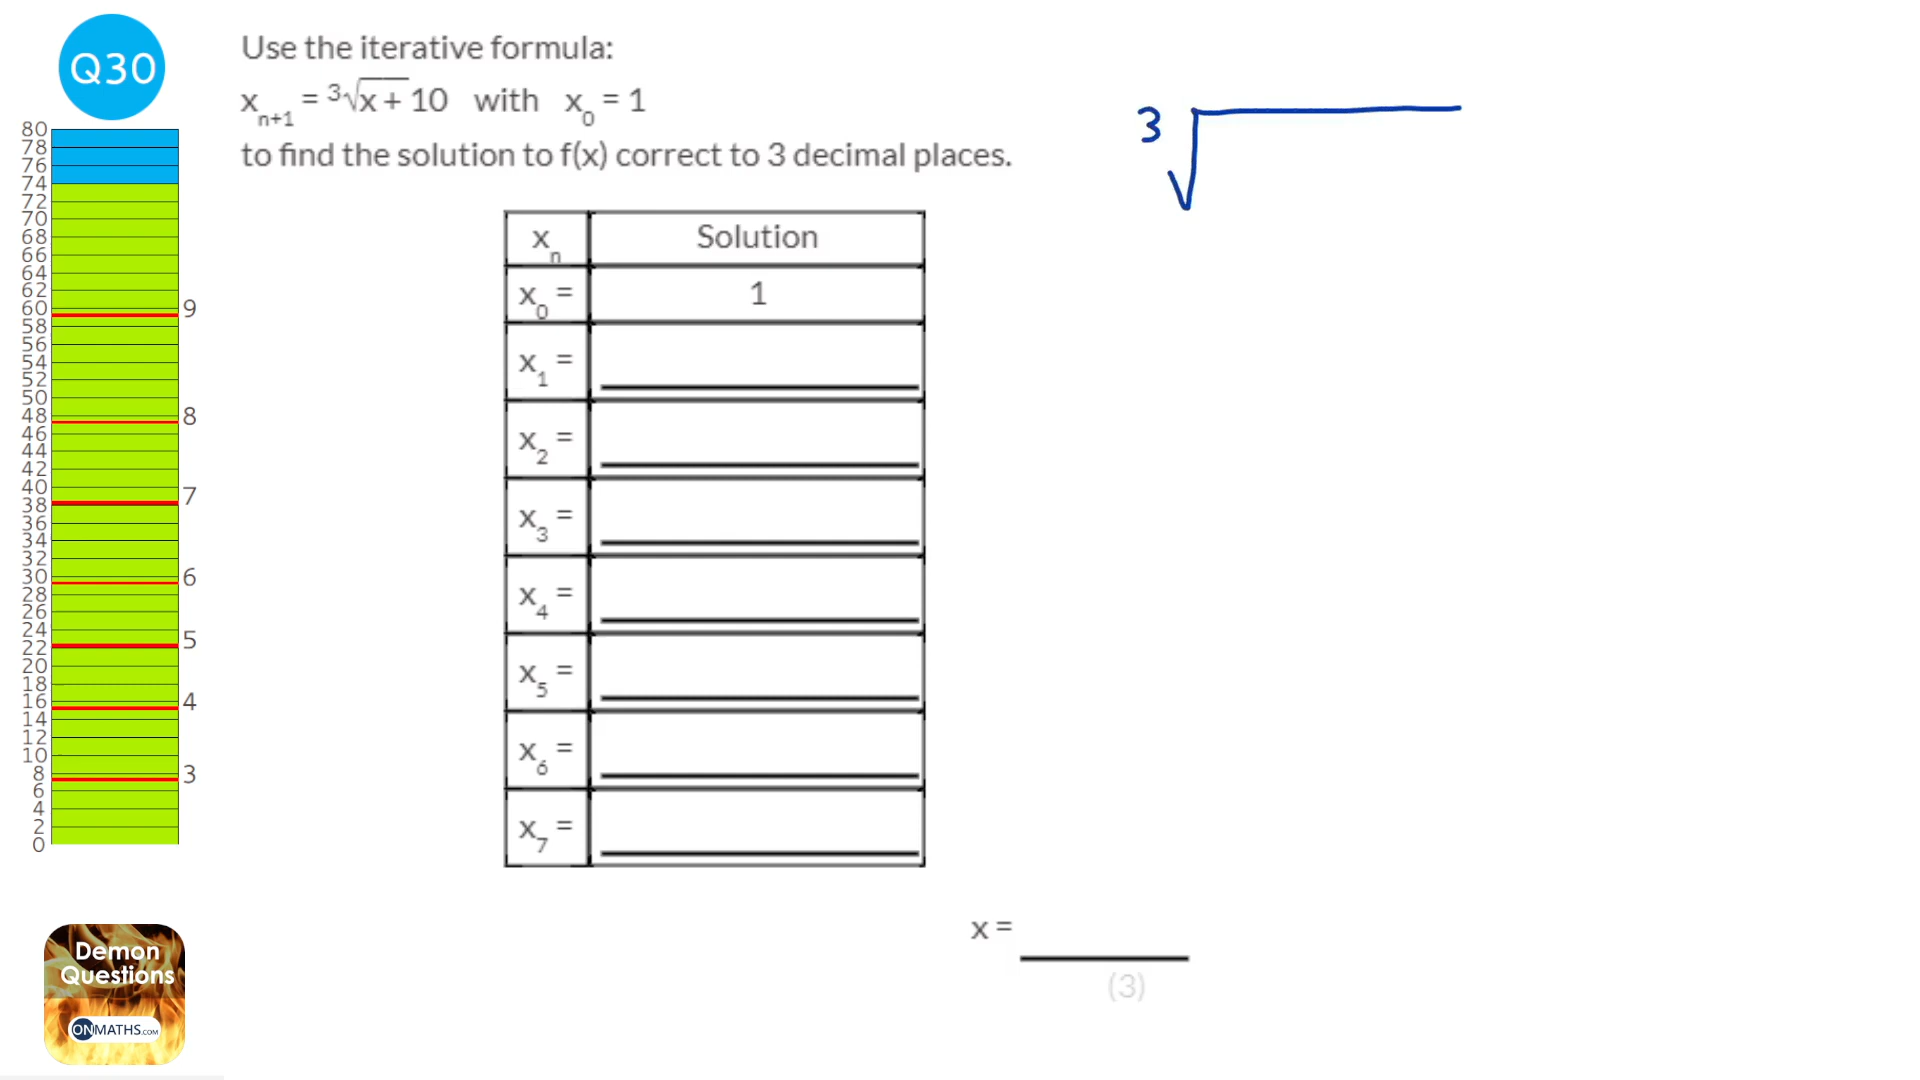 Q30
Use the iterative formula:
xₙ₊₁ = ³√x + 10 with x₀ = 1
to find the solution to f(x) correct to 3 decimal places.
3√
xₙ Solution
x₀ = 1
x₁ =
x₂ =
x₃ =
x₄ =
x₅ =
x₆ =
x₇ =
x =
(3)
80
78
76
74
72
70
68
66
64
62
60
58
56
54
52
50
48
46
44
42
40
38
36
34
32
30
28
26
24
22
20
18
16
14
12
10
8
6
4
2
0
9
8
7
6
5
4
3
Demon
Questions
ONMATHS.COM